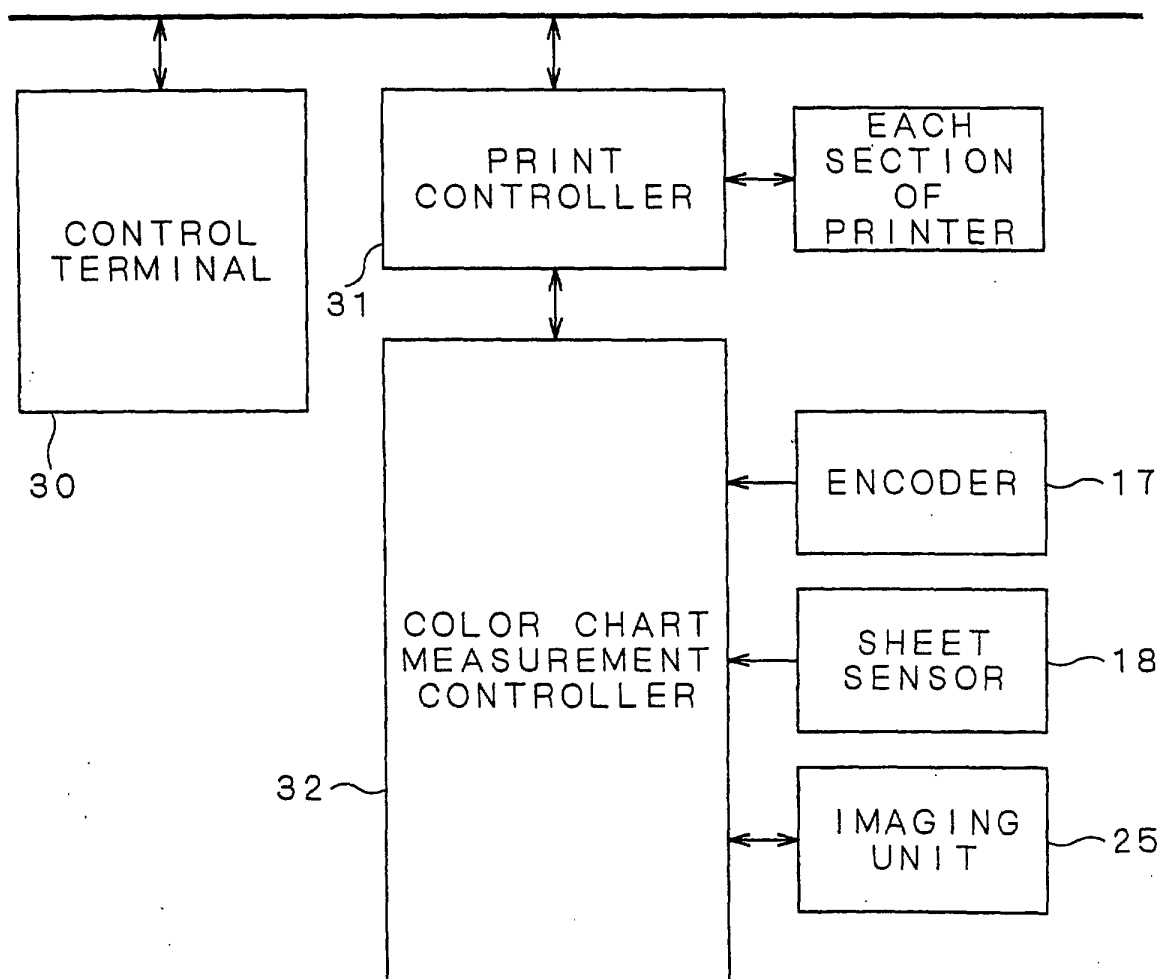 CONTROL
TERMINAL
30
PRINT
CONTROLLER
31
EACH
SECTION
OF
PRINTER
COLOR CHART
MEASUREMENT
CONTROLLER
32
ENCODER
17
SHEET
SENSOR
18
IMAGING
UNIT
25